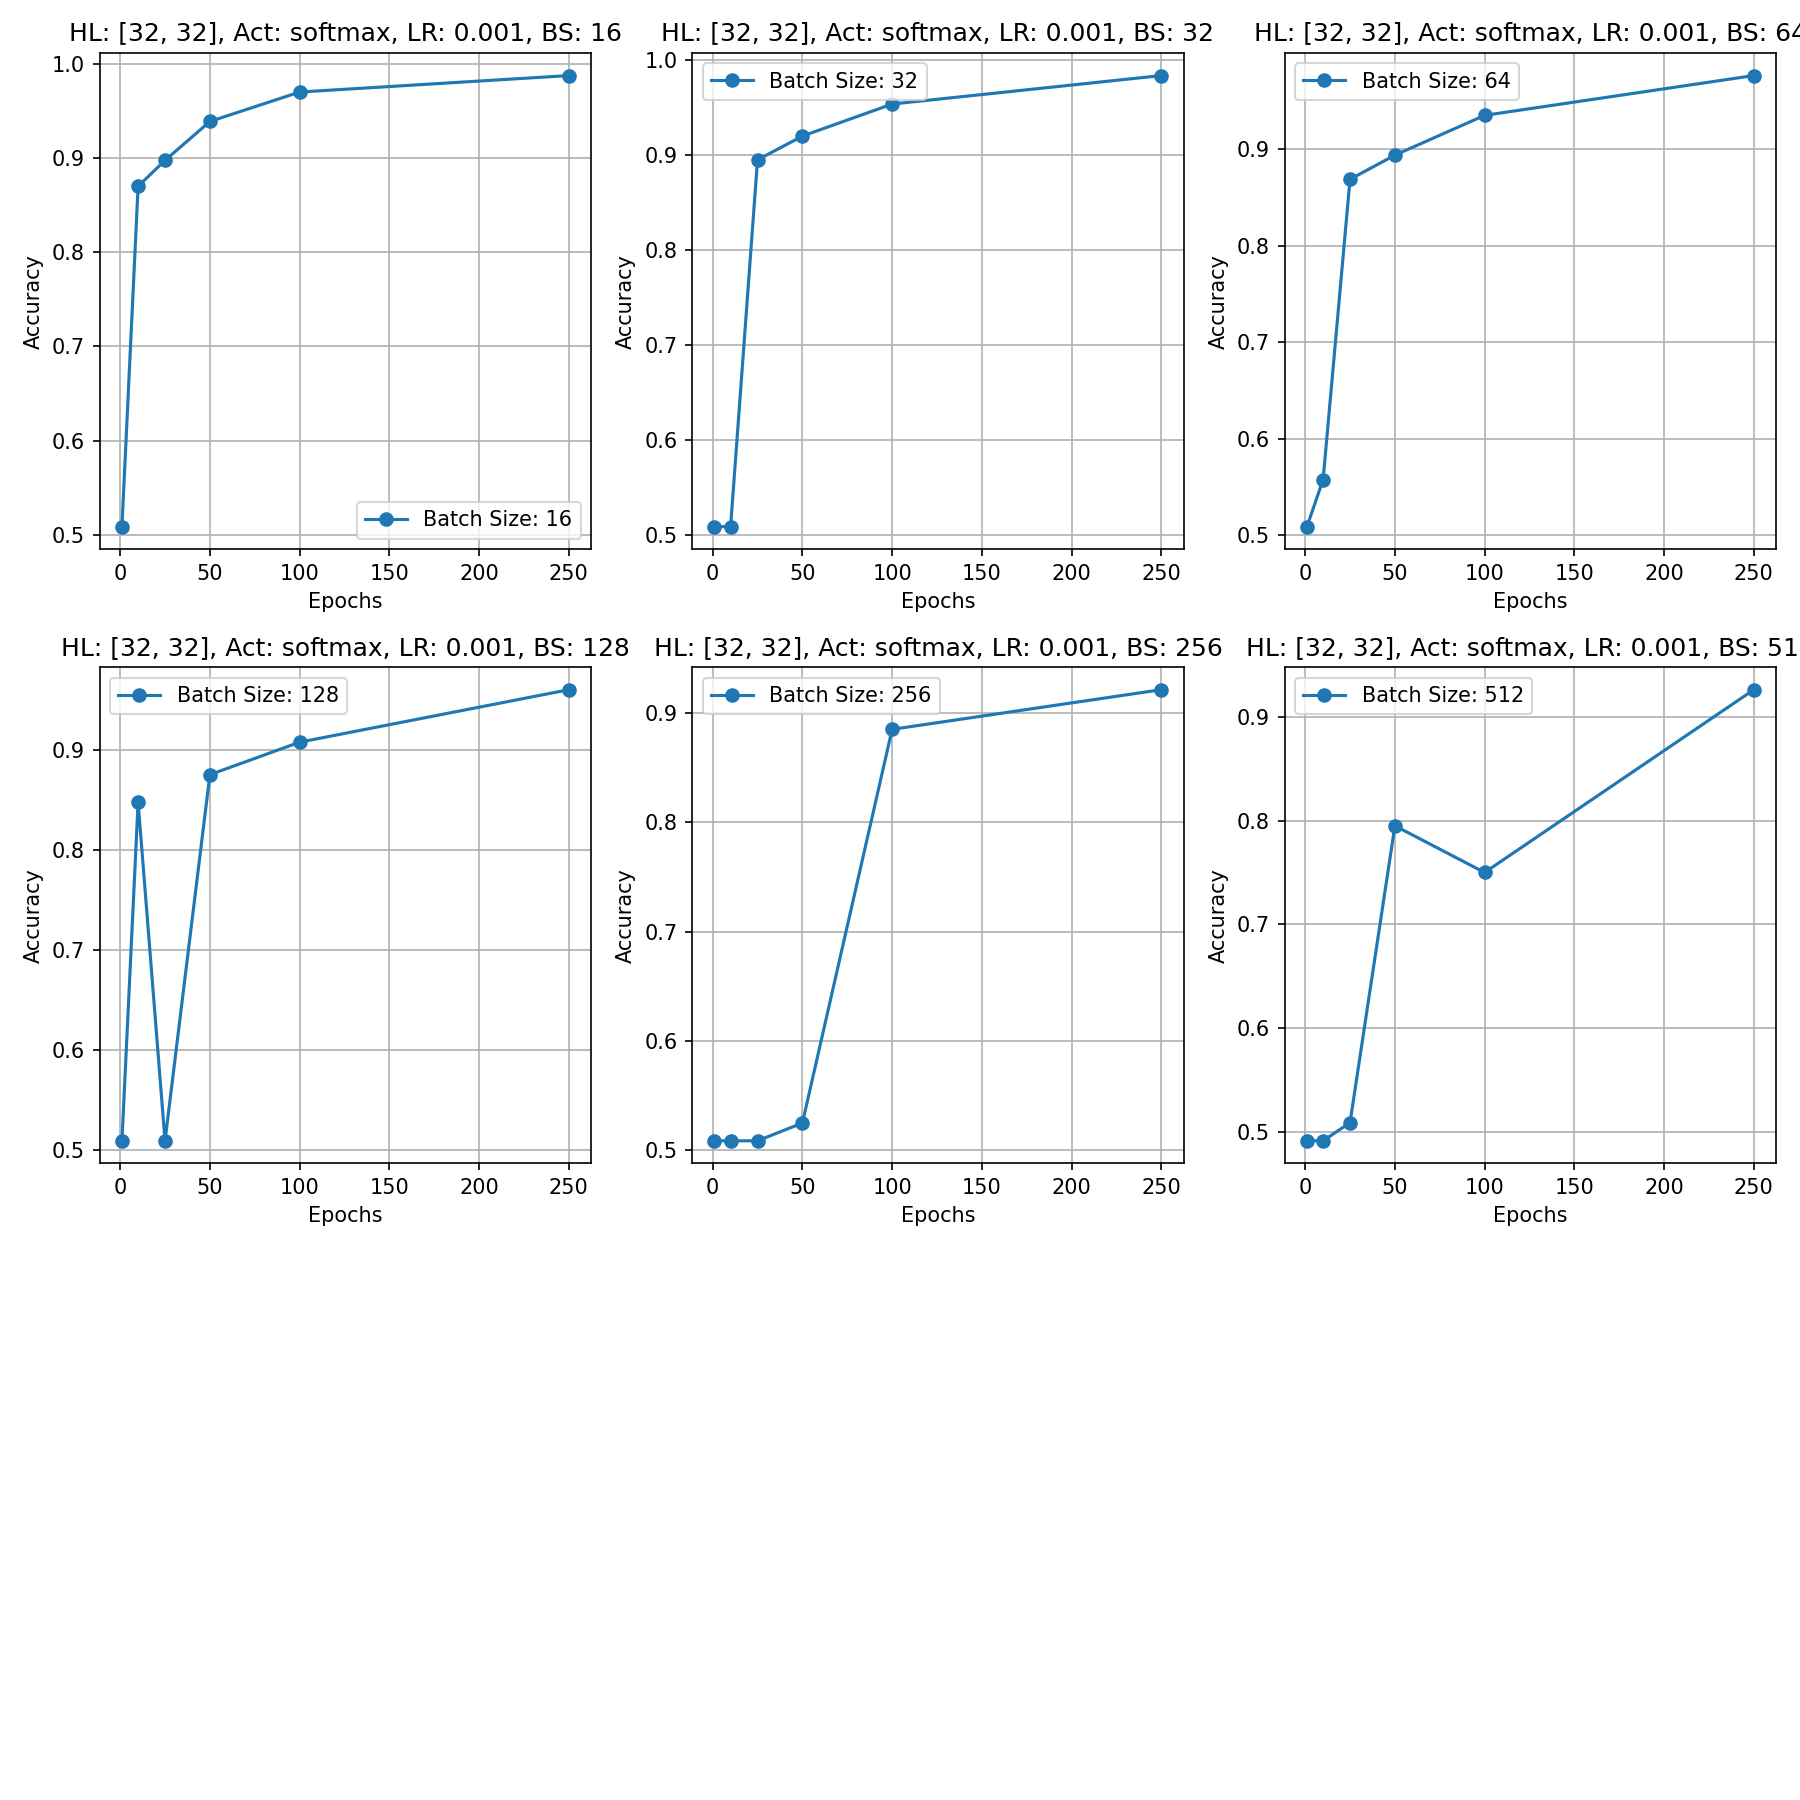 HL: [32, 32], Act: softmax, LR: 0.001, BS: 16
1.0
0.9
0.8
0.7
0.6
0.5
Accuracy
Batch Size: 16
0 50 100 150 200 250
Epochs
HL: [32, 32], Act: softmax, LR: 0.001, BS: 32
1.0
0.9
0.8
0.7
0.6
0.5
Accuracy
Batch Size: 32
0 50 100 150 200 250
Epochs
HL: [32, 32], Act: softmax, LR: 0.001, BS: 64
0.9
0.8
0.7
0.6
0.5
Accuracy
Batch Size: 64
0 50 100 150 200 250
Epochs
HL: [32, 32], Act: softmax, LR: 0.001, BS: 128
0.9
0.8
0.7
0.6
0.5
Accuracy
Batch Size: 128
0 50 100 150 200 250
Epochs
HL: [32, 32], Act: softmax, LR: 0.001, BS: 256
0.9
0.8
0.7
0.6
0.5
Accuracy
Batch Size: 256
0 50 100 150 200 250
Epochs
HL: [32, 32], Act: softmax, LR: 0.001, BS: 51
0.9
0.8
0.7
0.6
0.5
Accuracy
Batch Size: 512
0 50 100 150 200 250
Epochs